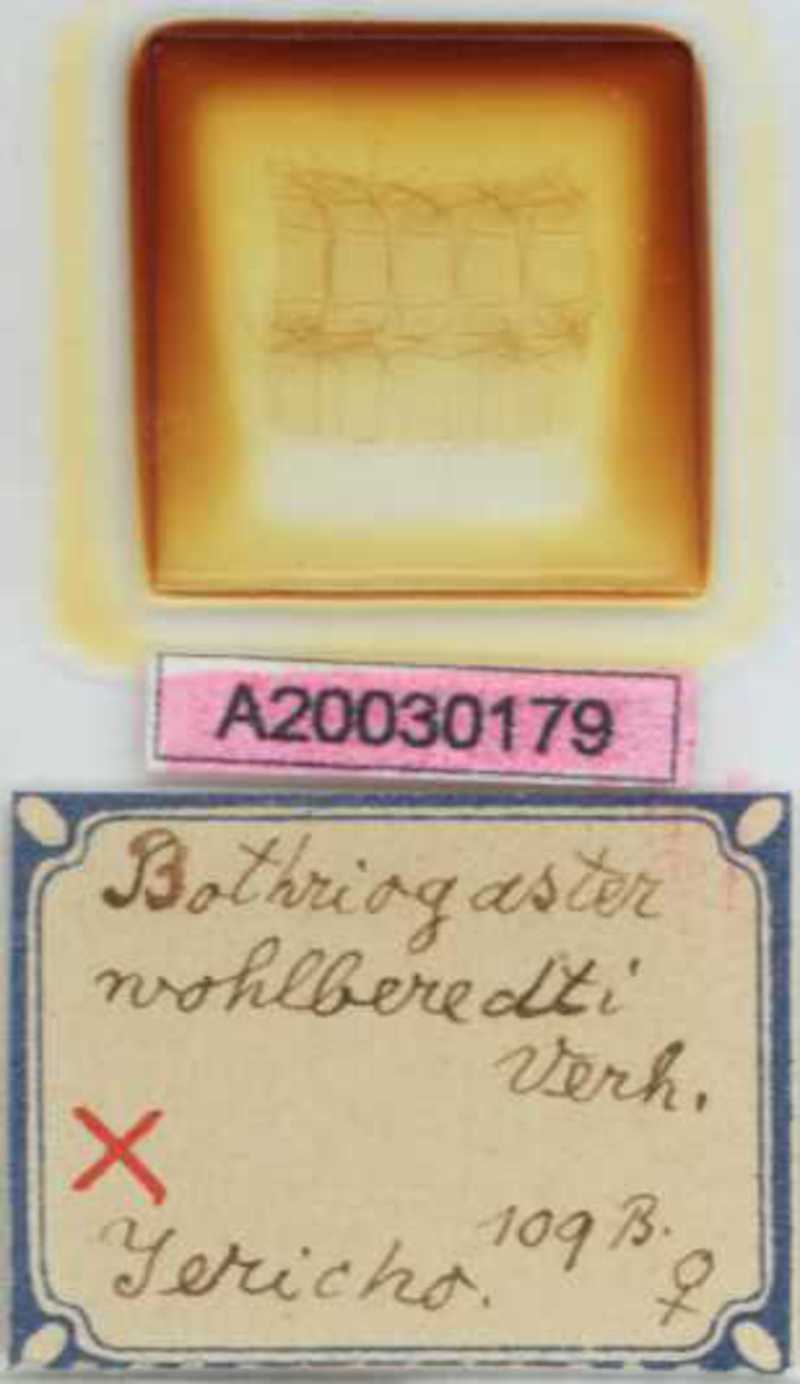 A20030179
Bothriogaster
wohlberedti
Verh.
109 B.
Jericho. ♀